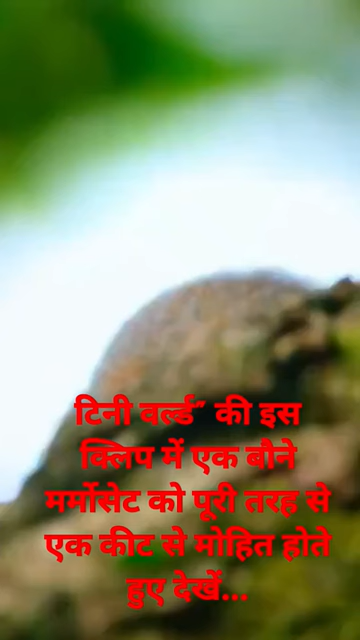 टिनी वर्ल्ड” की इस
क्लिप में एक बौने
मर्मोसेट को पूरी तरह से
एक कीट से मोहित होते
हुए देखें...